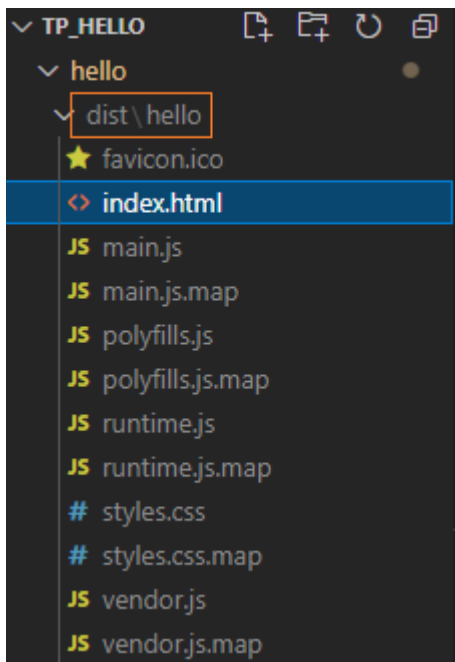 TP_HELLO
hello
dist\hello
favicon.ico
<> index.html
JS main.js
JS main.js.map
JS polyfills.js
JS polyfills.js.map
JS runtime.js
JS runtime.js.map
# styles.css
# styles.css.map
JS vendor.js
JS vendor.js.map